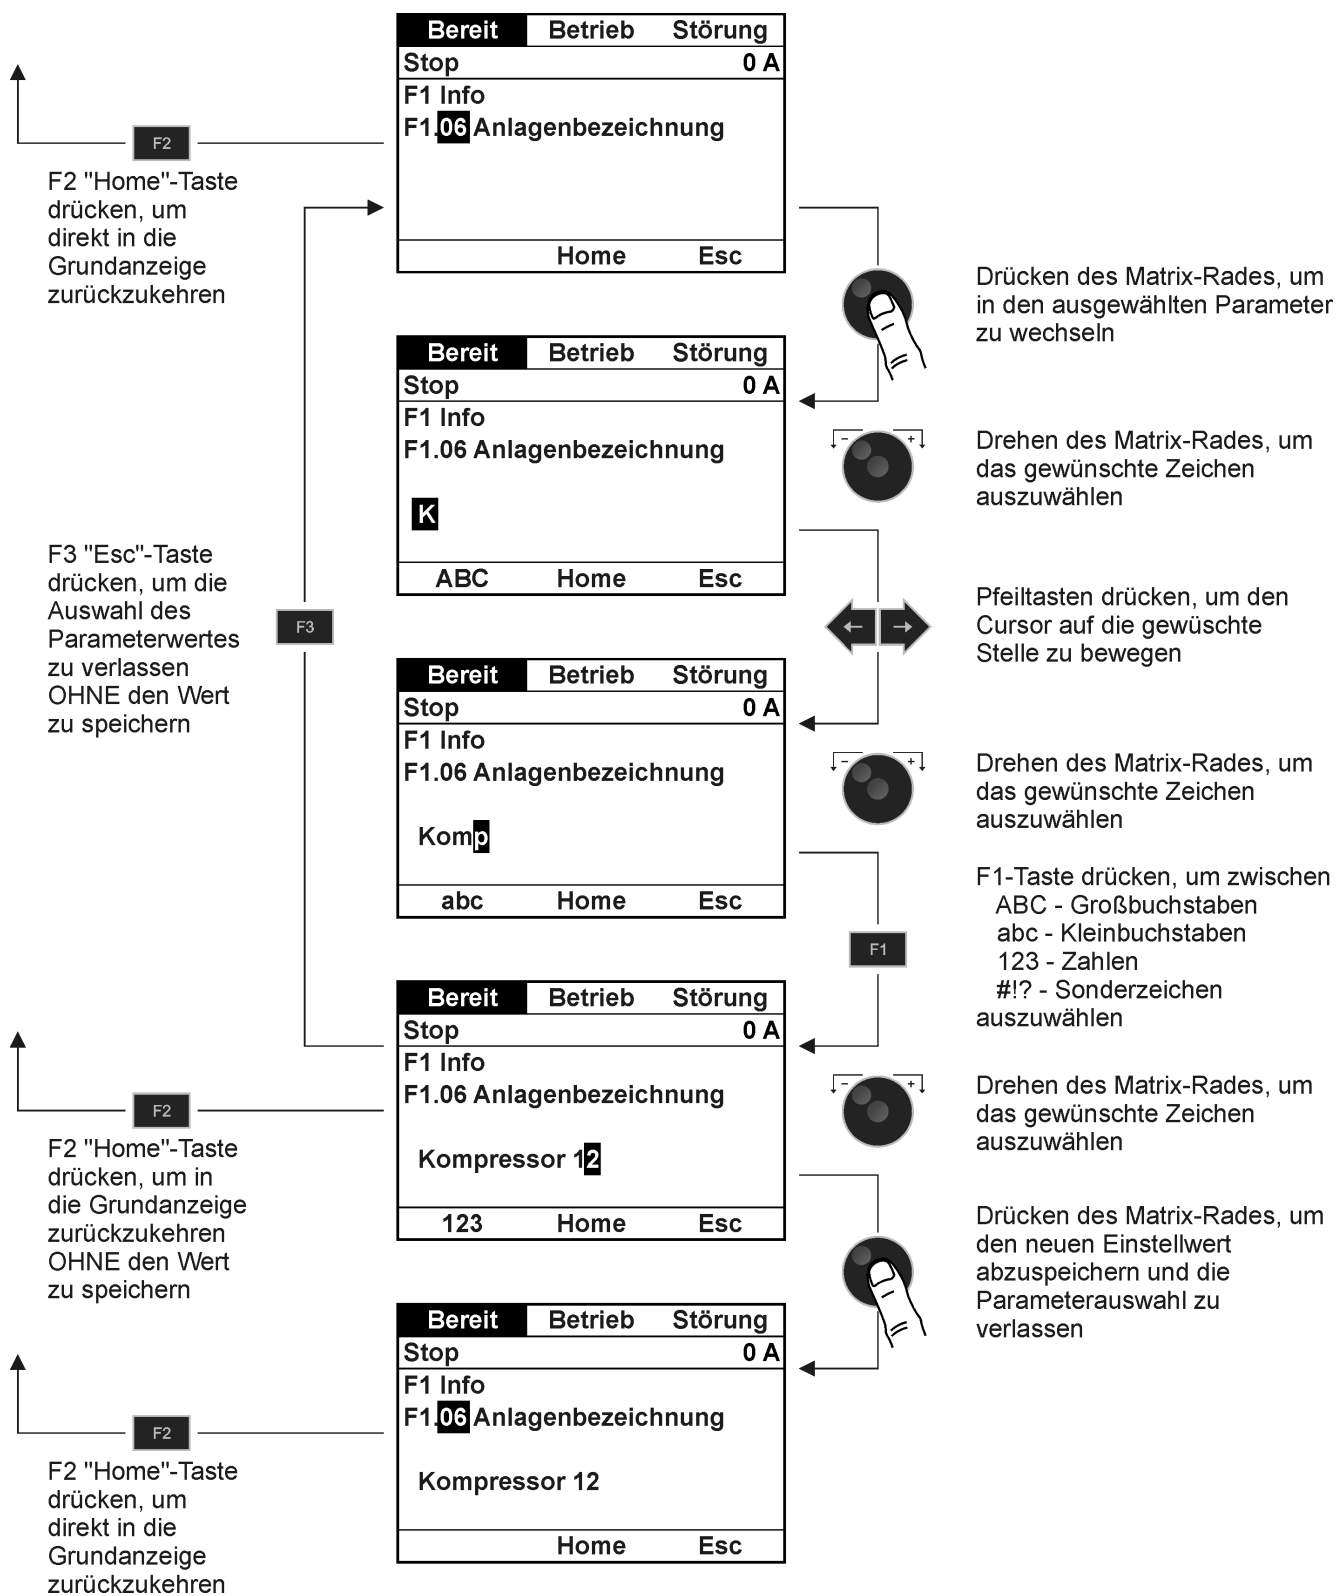 Bereit Betrieb Störung
Stop 0 A
F1 Info
F1.06 Anlagenbezeichnung
Home Esc
F2
F2 "Home"-Taste
drücken, um
direkt in die
Grundanzeige
zurückzukehren
Drücken des Matrix-Rades, um
in den ausgewählten Parameter
zu wechseln
Bereit Betrieb Störung
Stop 0 A
F1 Info
F1.06 Anlagenbezeichnung
K
ABC Home Esc
- +
Drehen des Matrix-Rades, um
das gewünschte Zeichen
auszuwählen
F3 "Esc"-Taste
drücken, um die
Auswahl des
Parameterwertes
zu verlassen
OHNE den Wert
zu speichern
F3
← →
Pfeiltasten drücken, um den
Cursor auf die gewüschte
Stelle zu bewegen
Bereit Betrieb Störung
Stop 0 A
F1 Info
F1.06 Anlagenbezeichnung
Komp
abc Home Esc
- +
Drehen des Matrix-Rades, um
das gewünschte Zeichen
auszuwählen
F1
F1-Taste drücken, um zwischen
ABC - Großbuchstaben
abc - Kleinbuchstaben
123 - Zahlen
#!? - Sonderzeichen
auszuwählen
Bereit Betrieb Störung
Stop 0 A
F1 Info
F1.06 Anlagenbezeichnung
Kompressor 12
123 Home Esc
F2
F2 "Home"-Taste
drücken, um in
die Grundanzeige
zurückzukehren
OHNE den Wert
zu speichern
- +
Drehen des Matrix-Rades, um
das gewünschte Zeichen
auszuwählen
Drücken des Matrix-Rades, um
den neuen Einstellwert
abzuspeichern und die
Parameterauswahl zu
verlassen
Bereit Betrieb Störung
Stop 0 A
F1 Info
F1.06 Anlagenbezeichnung
Kompressor 12
Home Esc
F2
F2 "Home"-Taste
drücken, um
direkt in die
Grundanzeige
zurückzukehren